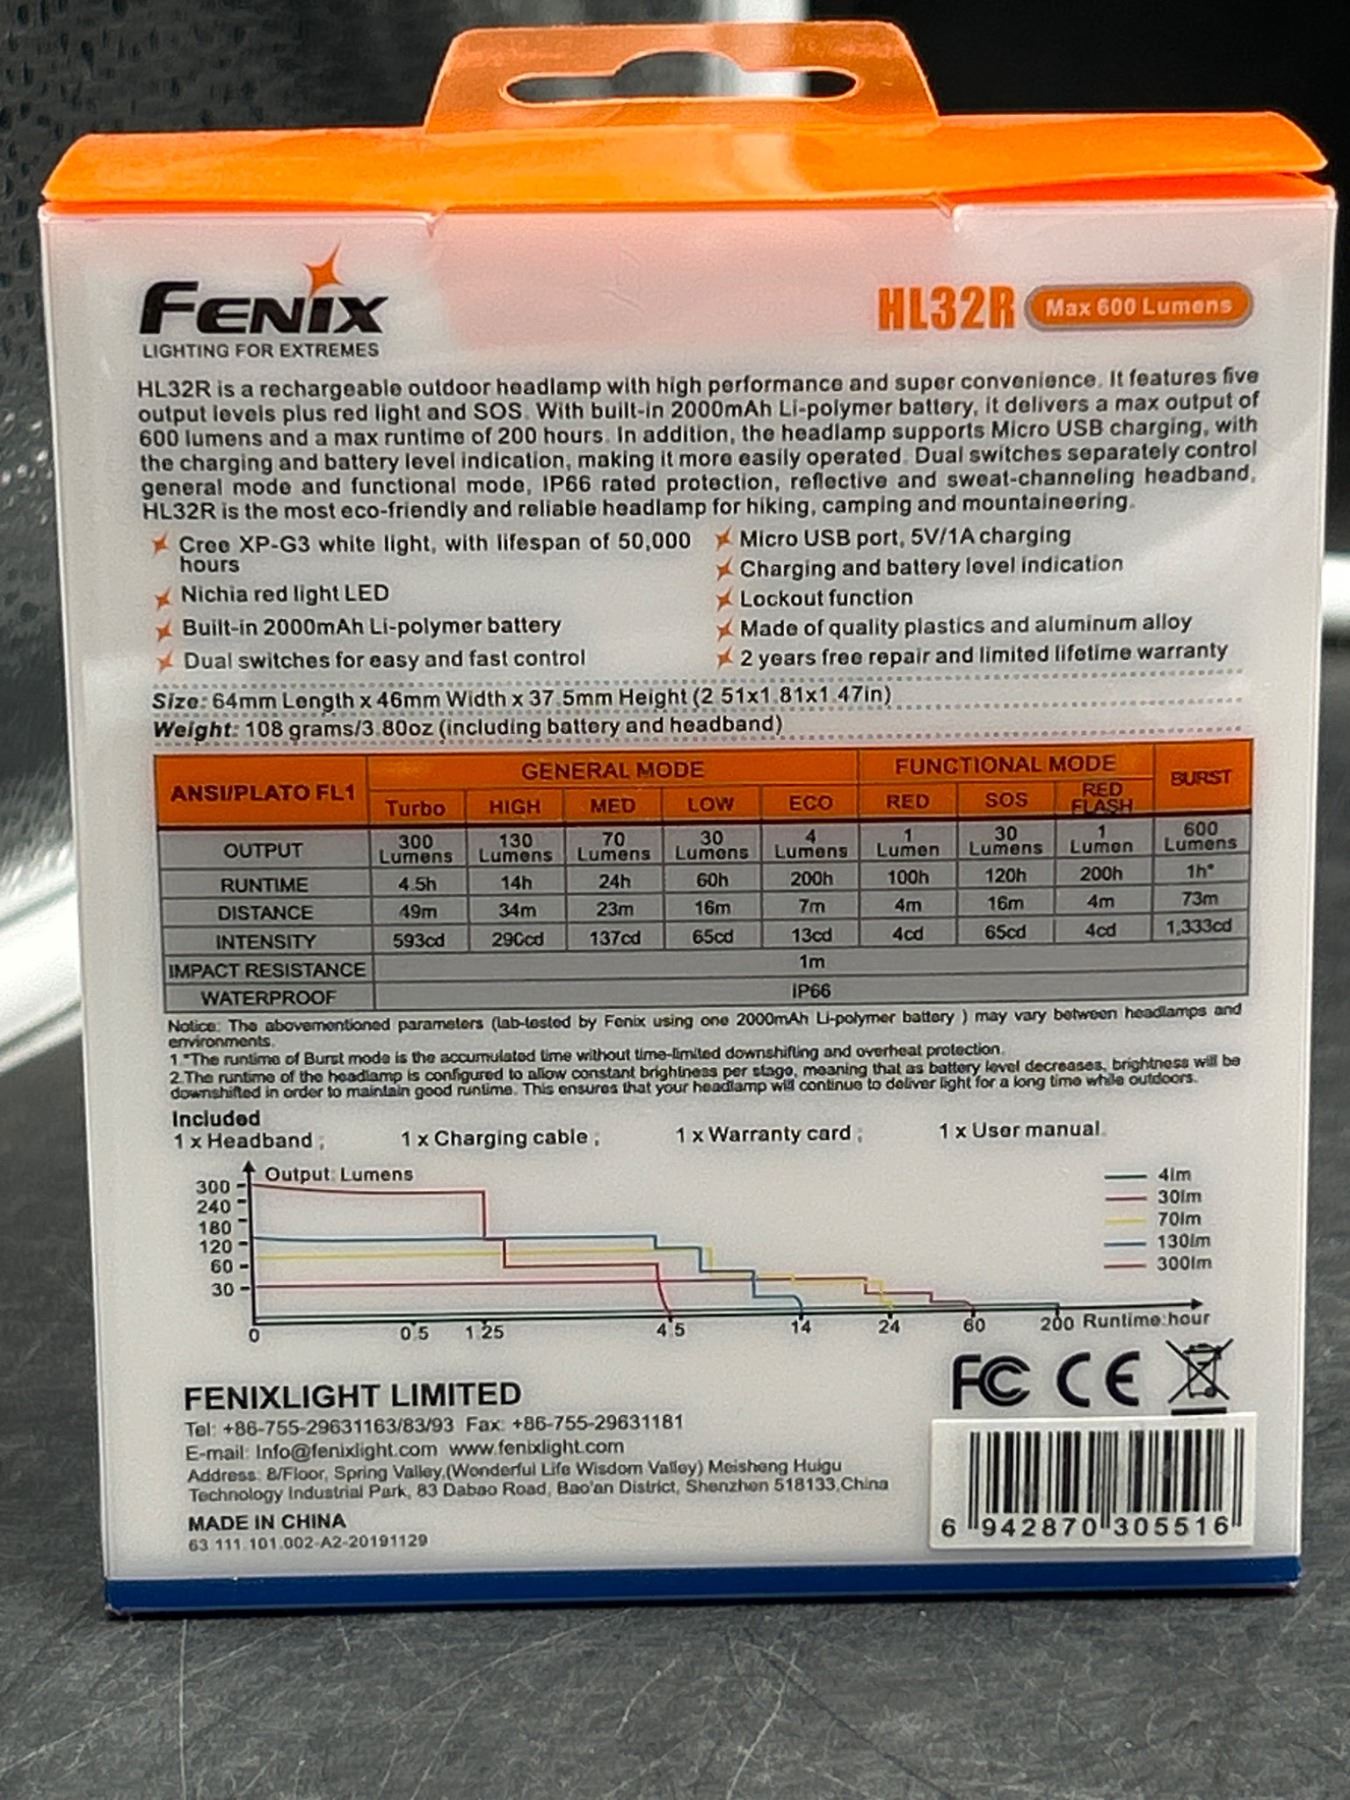 FENIX
LIGHTING FOR EXTREMES
HL32R Max 600 Lumens
HL32R is a rechargeable outdoor headlamp with high performance and super convenience. It features five
output levels plus red light and SOS. With built-in 2000mAh Li-polymer battery, it delivers a max output of
600 lumens and a max runtime of 200 hours. In addition, the headlamp supports Micro USB charging, with
the charging and battery level indication, making it more easily operated. Dual switches separately control
general mode and functional mode, IP66 rated protection, reflective and sweat-channeling headband,
HL32R is the most eco-friendly and reliable headlamp for hiking, camping and mountaineering.
Cree XP-G3 white light, with lifespan of 50,000
hours
Nichia red light LED
Built-in 2000mAh Li-polymer battery
Dual switches for easy and fast control
Micro USB port, 5V/1A charging
Charging and battery level indication
Lockout function
Made of quality plastics and aluminum alloy
2 years free repair and limited lifetime warranty
Size: 64mm Length x 46mm Width x 37.5mm Height (2.51x1.81x1.47in)
Weight: 108 grams/3.80oz (including battery and headband)
ANSI/PLATO FL1 GENERAL MODE FUNCTIONAL MODE BURST
Turbo HIGH MED LOW ECO RED SOS RED FLASH
OUTPUT 300 Lumens 130 Lumens 70 Lumens 30 Lumens 4 Lumens 1 Lumen 30 Lumens 1 Lumen 600 Lumens
RUNTIME 4.5h 14h 24h 60h 200h 100h 120h 200h 1h*
DISTANCE 49m 34m 23m 16m 7m 4m 16m 4m 73m
INTENSITY 593cd 290cd 137cd 65cd 13cd 4cd 65cd 4cd 1,333cd
IMPACT RESISTANCE 1m
WATERPROOF IP66
Notice: The abovementioned parameters (lab-tested by Fenix using one 2000mAh Li-polymer battery ) may vary between headlamps and
environments.
1.*The runtime of Burst mode is the accumulated time without time-limited downshifting and overheat protection.
2.The runtime of the headlamp is configured to allow constant brightness per stage, meaning that as battery level decreases, brightness will be
downshifted in order to maintain good runtime. This ensures that your headlamp will continue to deliver light for a long time while outdoors.
Included
1 x Headband ; 1 x Charging cable ; 1 x Warranty card ; 1 x User manual.
Output: Lumens
300
240
180
120
60
30
4lm
30lm
70lm
130lm
300lm
0 0.5 1.25 4.5 14 24 60 200 Runtime:hour
FENIXLIGHT LIMITED
Tel: +86-755-29631163/83/93 Fax: +86-755-29631181
E-mail: Info@fenixlight.com www.fenixlight.com
Address: 8/Floor, Spring Valley,(Wonderful Life Wisdom Valley) Meisheng Huigu
Technology Industrial Park, 83 Dabao Road, Bao'an District, Shenzhen 518133,China
MADE IN CHINA
63.111.101.002-A2-20191129
FC CE
6 942870 305516